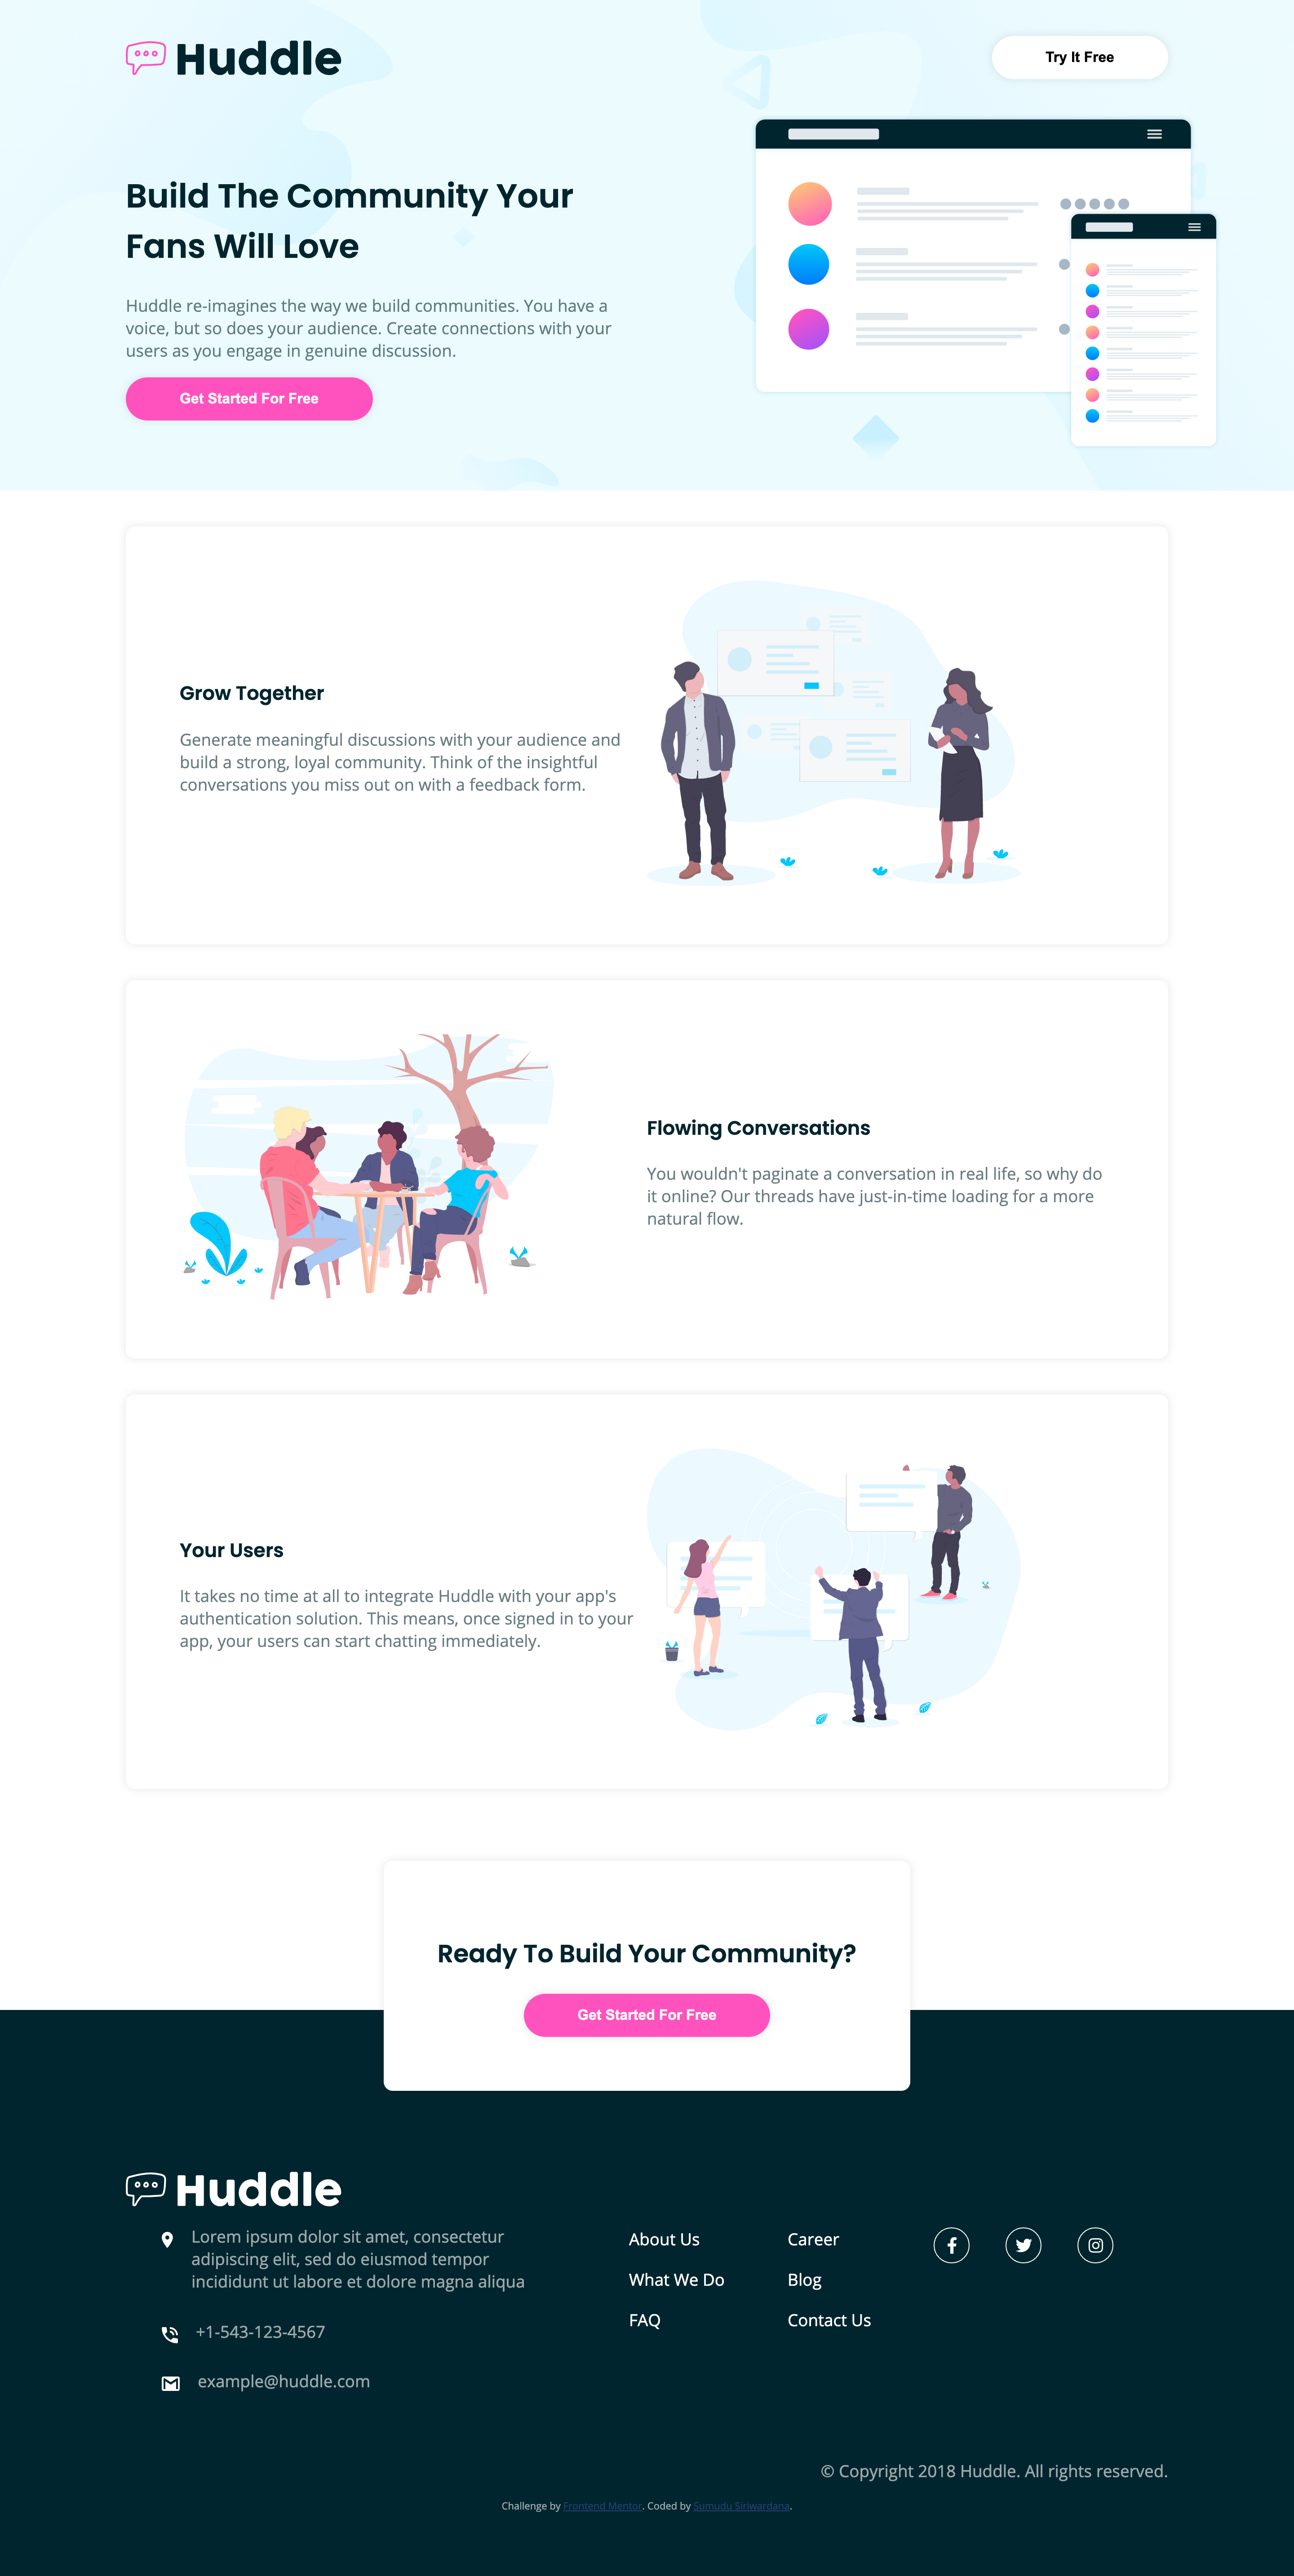 Huddle
Try It Free
Build The Community Your
Fans Will Love
Huddle re-imagines the way we build communities. You have a
voice, but so does your audience. Create connections with your
users as you engage in genuine discussion.
Get Started For Free
Grow Together
Generate meaningful discussions with your audience and
build a strong, loyal community. Think of the insightful
conversations you miss out on with a feedback form.
Flowing Conversations
You wouldn't paginate a conversation in real life, so why do
it online? Our threads have just-in-time loading for a more
natural flow.
Your Users
It takes no time at all to integrate Huddle with your app's
authentication solution. This means, once signed in to your
app, your users can start chatting immediately.
Ready To Build Your Community?
Get Started For Free
Huddle
Lorem ipsum dolor sit amet, consectetur
adipiscing elit, sed do eiusmod tempor
incididunt ut labore et dolore magna aliqua
+1-543-123-4567
example@huddle.com
About Us
What We Do
FAQ
Career
Blog
Contact Us
© Copyright 2018 Huddle. All rights reserved.
Challenge by Frontend Mentor. Coded by Sumudu Siriwardana.